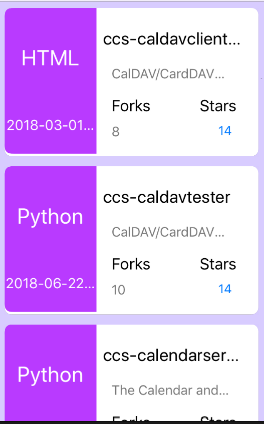 HTML
2018-03-01...
ccs-caldavclient...
CalDAV/CardDAV...
Forks Stars
8 14
Python
2018-06-22...
ccs-caldavtester
CalDAV/CardDAV...
Forks Stars
10 14
Python
ccs-calendarser...
The Calendar and...
Forks Stars